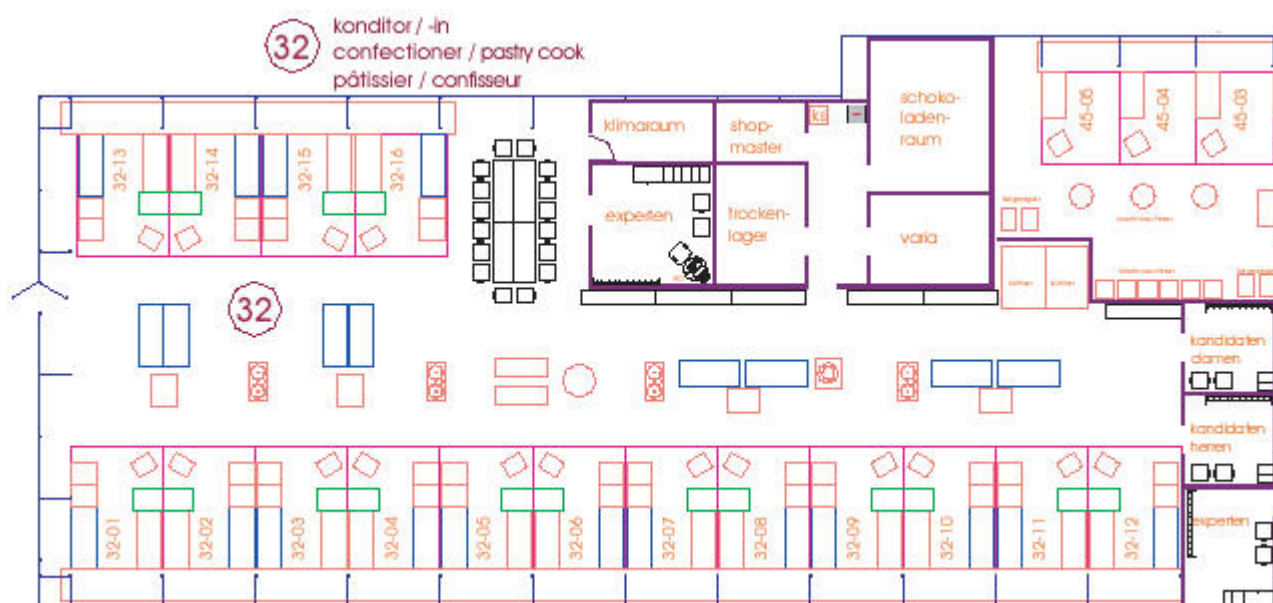 32
konditor / -in
confectioner / pastry cook
pâtissier / confisseur
klimaraum
shop-
master
ks
schoko-
laden-
raum
45-05
45-04
45-03
32-13
32-14
32-15
32-16
experten
trocken-
lager
varia
32
kandidaten
damen
kandidaten
herren
experten
32-01
32-02
32-03
32-04
32-05
32-06
32-07
32-08
32-09
32-10
32-11
32-12